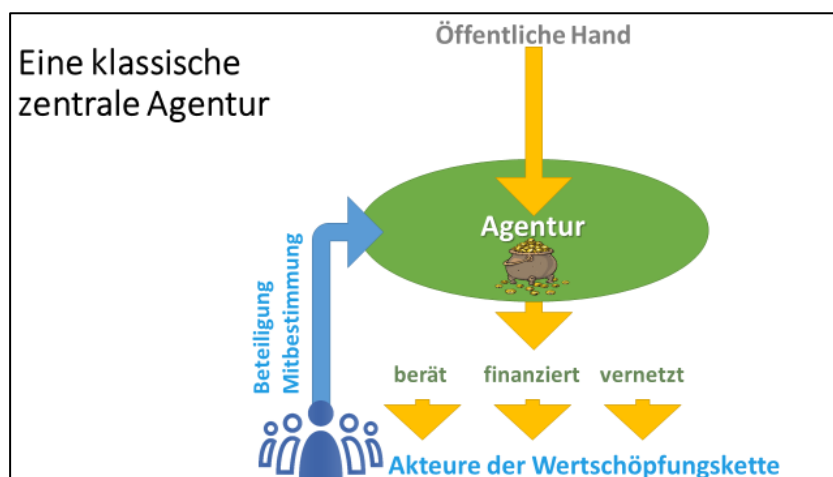 Eine klassische
zentrale Agentur
Öffentliche Hand
Agentur
Beteiligung
Mitbestimmung
berät finanziert vernetzt
Akteure der Wertschöpfungskette